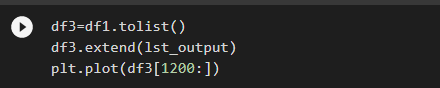 df3=df1.tolist()
df3.extend(lst_output)
plt.plot(df3[1200:])